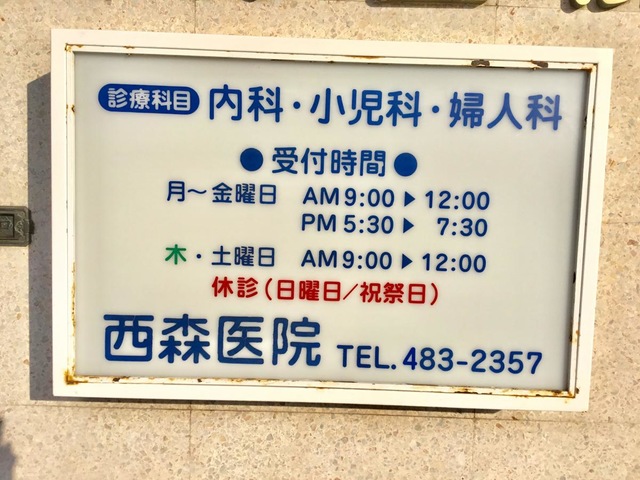 診療科目 内科・小児科・婦人科
●受付時間●
月～金曜日 AM 9:00 ▶ 12:00
PM 5:30 ▶ 7:30
木・土曜日 AM 9:00 ▶ 12:00
休診(日曜日/祝祭日)
西森医院 TEL. 483-2357